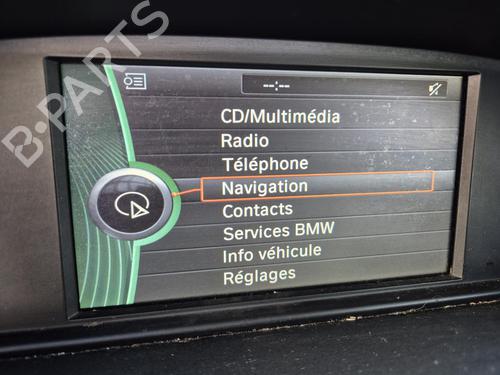 B-PARTS
--:--
CD/Multimédia
Radio
Téléphone
Navigation
Contacts
Services BMW
Info véhicule
Réglages